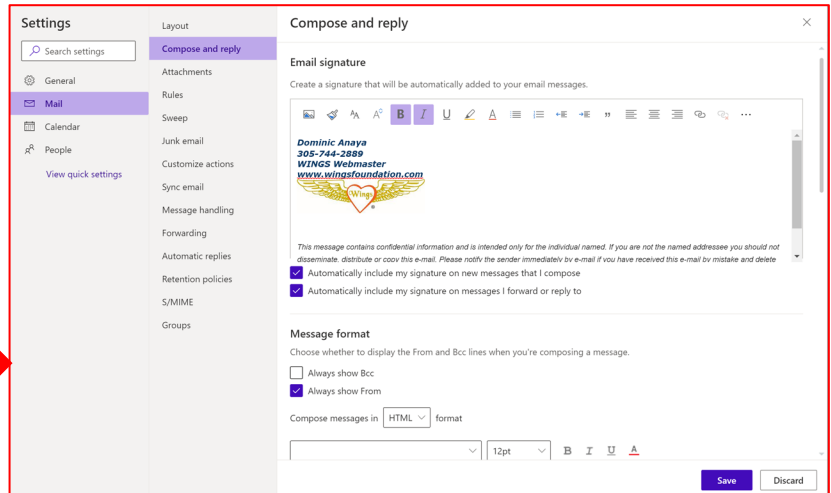 Settings
Search settings
General
Mail
Calendar
People
View quick settings
Layout
Compose and reply
Attachments
Rules
Sweep
Junk email
Customize actions
Sync email
Message handling
Forwarding
Automatic replies
Retention policies
S/MIME
Groups
Compose and reply
Email signature
Create a signature that will be automatically added to your email messages.
B I U A
Dominic Anaya
305-744-2889
WINGS Webmaster
www.wingsfoundation.com
Wings
This message contains confidential information and is intended only for the individual named. If you are not the named addressee you should not
disseminate, distribute or copy this e-mail. Please notify the sender immediately by e-mail if you have received this e-mail by mistake and delete
Automatically include my signature on new messages that I compose
Automatically include my signature on messages I forward or reply to
Message format
Choose whether to display the From and Bcc lines when you're composing a message.
Always show Bcc
Always show From
Compose messages in HTML format
12pt B I U A
Save Discard